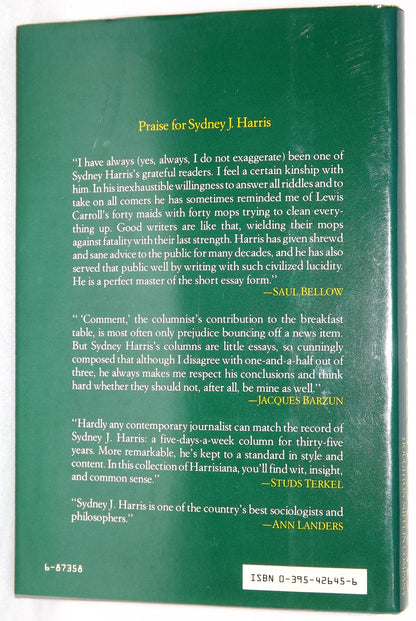 Praise for Sydney J. Harris
“I have always (yes, always, I do not exaggerate) been one of
Sydney Harris's grateful readers. I feel a certain kinship with
him. In his inexhaustible willingness to answer all riddles and to
take on all comers he has sometimes reminded me of Lewis
Carroll's forty maids with forty mops trying to clean every-
thing up. Good writers are like that, wielding their mops
against fatality with their last strength. Harris has given shrewd
and sane advice to the public for many decades, and he has also
served that public well by writing with such civilized lucidity.
He is a perfect master of the short essay form.”
—SAUL BELLOW
“ ‘Comment,’ the columnist's contribution to the breakfast
table, is most often only prejudice bouncing off a news item.
But Sydney Harris's columns are little essays, so cunningly
composed that although I disagree with one-and-a-half out of
three, he always makes me respect his conclusions and think
hard whether they should not, after all, be mine as well.”
—JACQUES BARZUN
“Hardly any contemporary journalist can match the record of
Sydney J. Harris: a five-days-a-week column for thirty-five
years. More remarkable, he's kept to a standard in style and
content. In this collection of Harrisiana, you'll find wit, insight,
and common sense.”
—STUDS TERKEL
“Sydney J. Harris is one of the country's best sociologists and
philosophers.”
—ANN LANDERS
6-87358
ISBN 0-395-42645-6